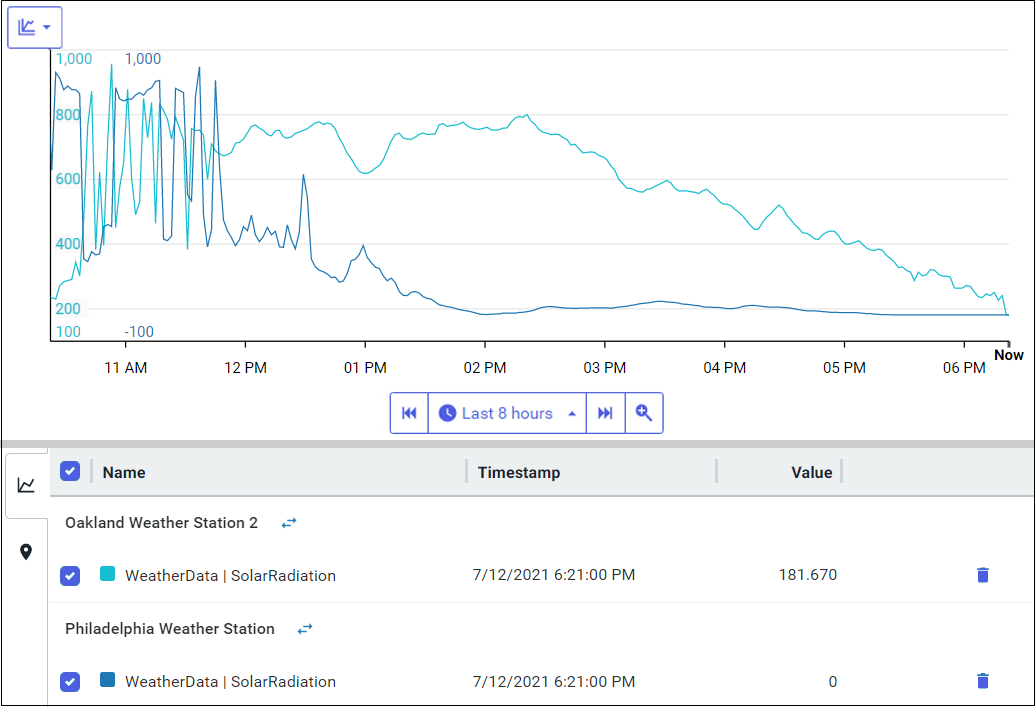 1,000 1,000
800
600
400
200
100 -100
Now
11 AM 12 PM 01 PM 02 PM 03 PM 04 PM 05 PM 06 PM
Last 8 hours
Name Timestamp Value
Oakland Weather Station 2
WeatherData | SolarRadiation 7/12/2021 6:21:00 PM 181.670
Philadelphia Weather Station
WeatherData | SolarRadiation 7/12/2021 6:21:00 PM 0